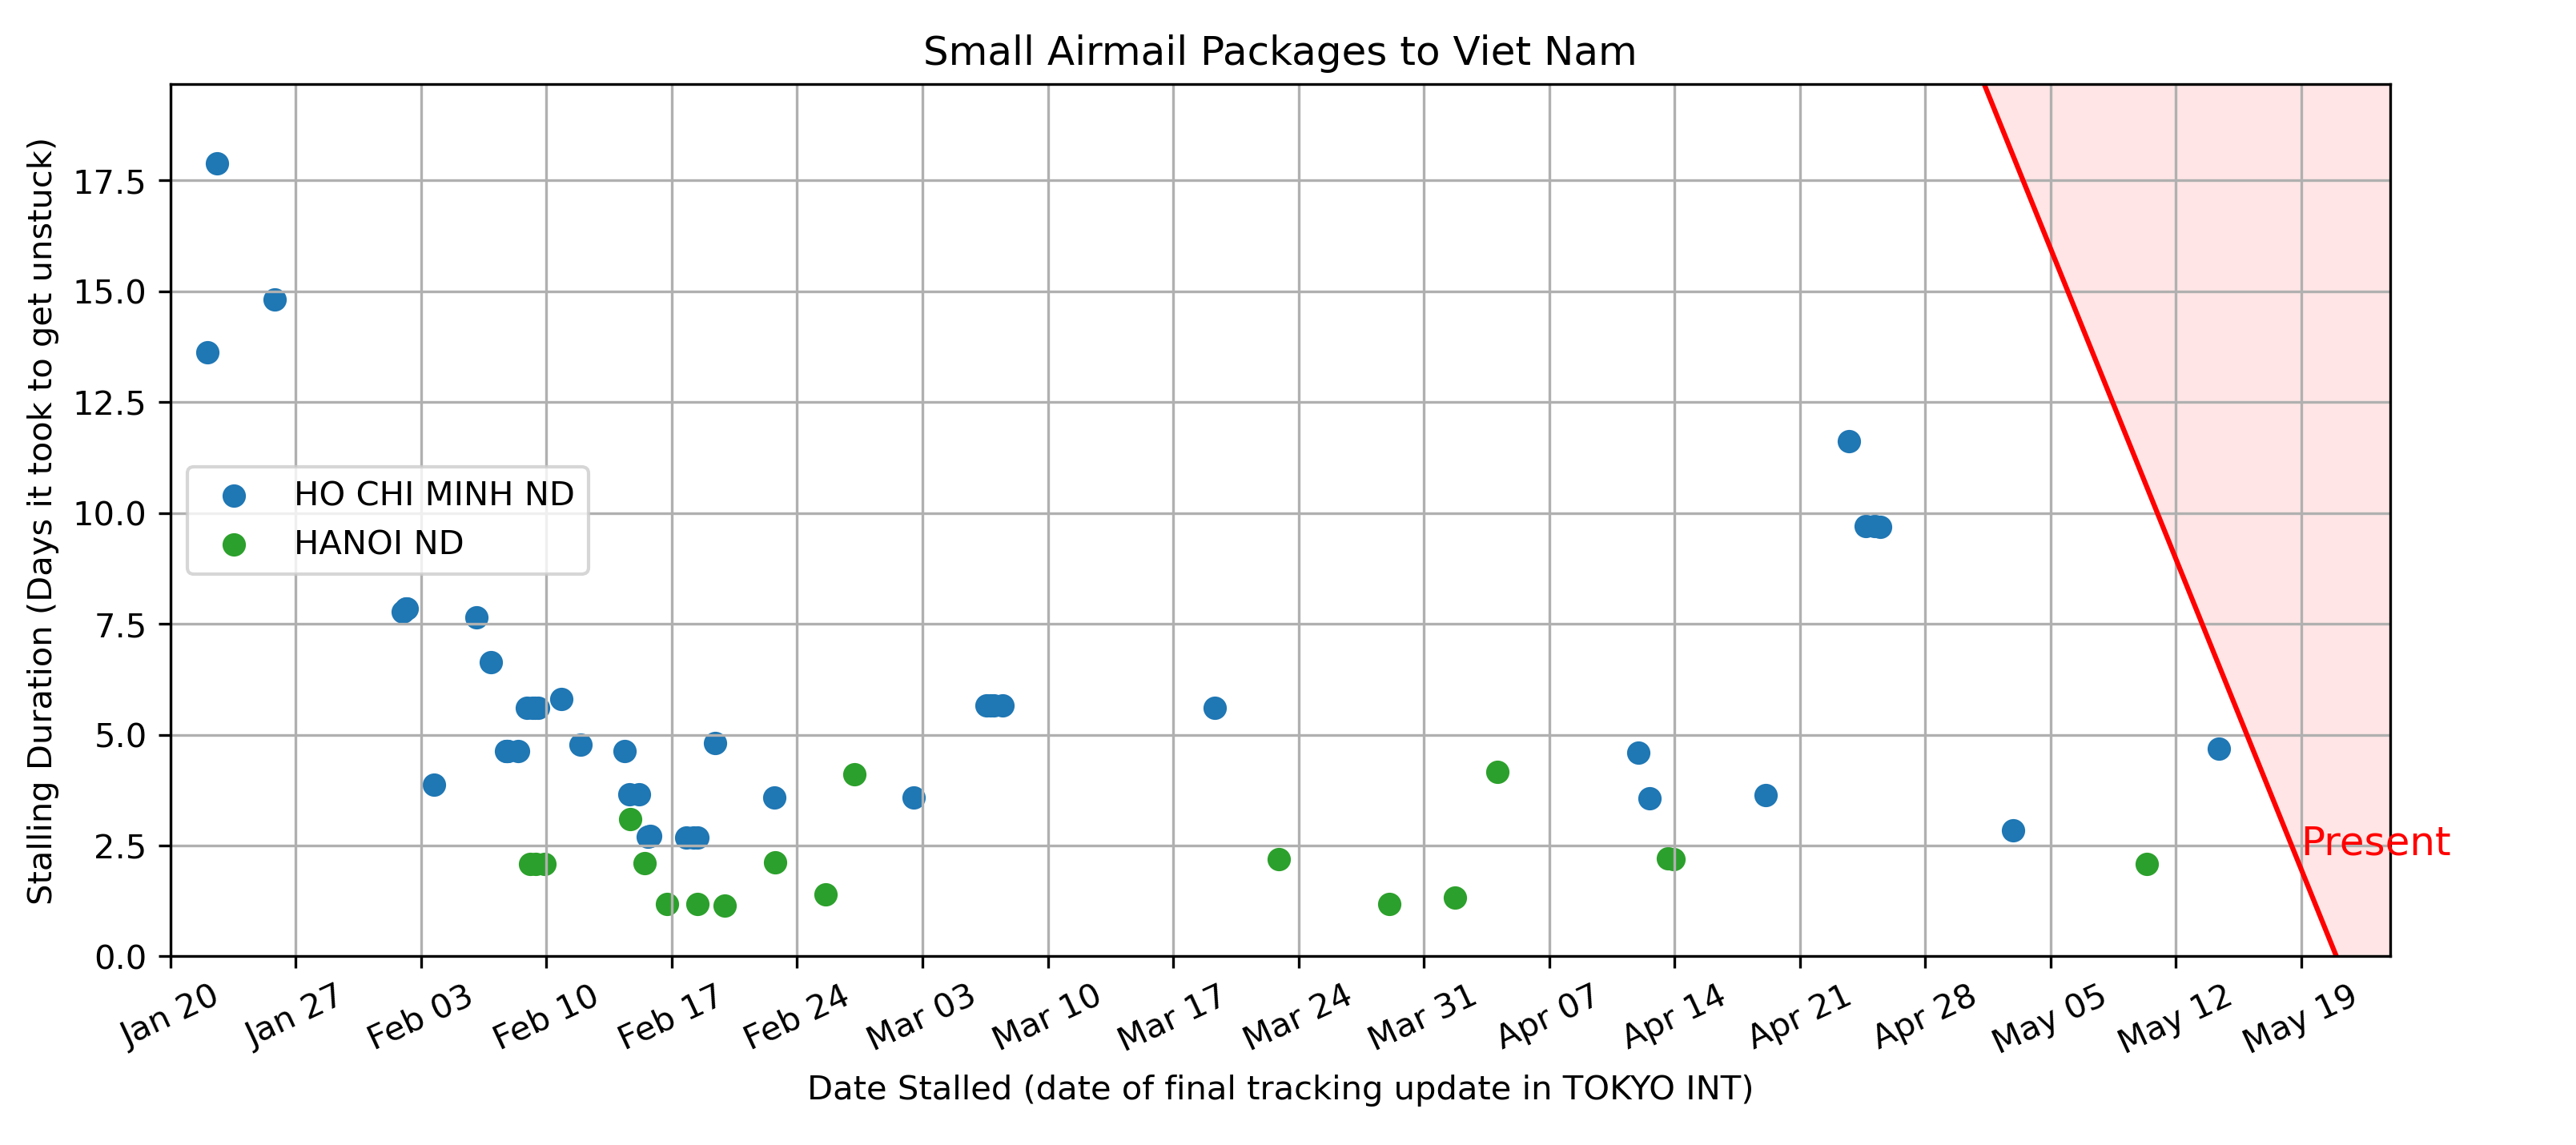 Small Airmail Packages to Viet Nam
Stalling Duration (Days it took to get unstuck)
17.5
15.0
12.5
10.0
7.5
5.0
2.5
0.0
HO CHI MINH ND
HANOI ND
Present
Jan 20
Jan 27
Feb 03
Feb 10
Feb 17
Feb 24
Mar 03
Mar 10
Mar 17
Mar 24
Mar 31
Apr 07
Apr 14
Apr 21
Apr 28
May 05
May 12
May 19
Date Stalled (date of final tracking update in TOKYO INT)